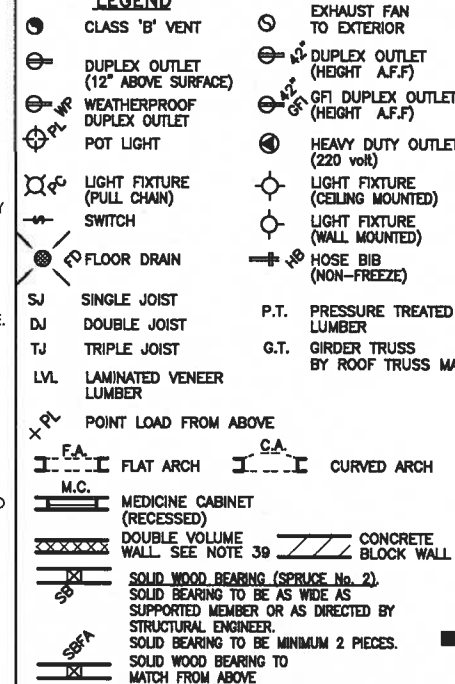 LEGEND
CLASS 'B' VENT
EXHAUST FAN
TO EXTERIOR
DUPLEX OUTLET
(12" ABOVE SURFACE)
42"
DUPLEX OUTLET
(HEIGHT A.F.F)
WP
WEATHERPROOF
DUPLEX OUTLET
42"
GFI
GFI DUPLEX OUTLET
(HEIGHT A.F.F)
PL
POT LIGHT
HEAVY DUTY OUTLET
(220 volt)
PC
LIGHT FIXTURE
(PULL CHAIN)
LIGHT FIXTURE
(CEILING MOUNTED)
SWITCH
LIGHT FIXTURE
(WALL MOUNTED)
FD
FLOOR DRAIN
HB
HOSE BIB
(NON-FREEZE)
SJ SINGLE JOIST
DJ DOUBLE JOIST
TJ TRIPLE JOIST
LVL LAMINATED VENEER
LUMBER
P.T. PRESSURE TREATED
LUMBER
G.T. GIRDER TRUSS
BY ROOF TRUSS MA
PL
POINT LOAD FROM ABOVE
F.A.
FLAT ARCH
C.A.
CURVED ARCH
M.C.
MEDICINE CABINET
(RECESSED)
DOUBLE VOLUME
WALL SEE NOTE 39
CONCRETE
BLOCK WALL
SB
SOLID WOOD BEARING (SPRUCE No. 2).
SOLID BEARING TO BE AS WIDE AS
SUPPORTED MEMBER OR AS DIRECTED BY
STRUCTURAL ENGINEER.
SOLID BEARING TO BE MINIMUM 2 PIECES.
SBFA
SOLID WOOD BEARING TO
MATCH FROM ABOVE